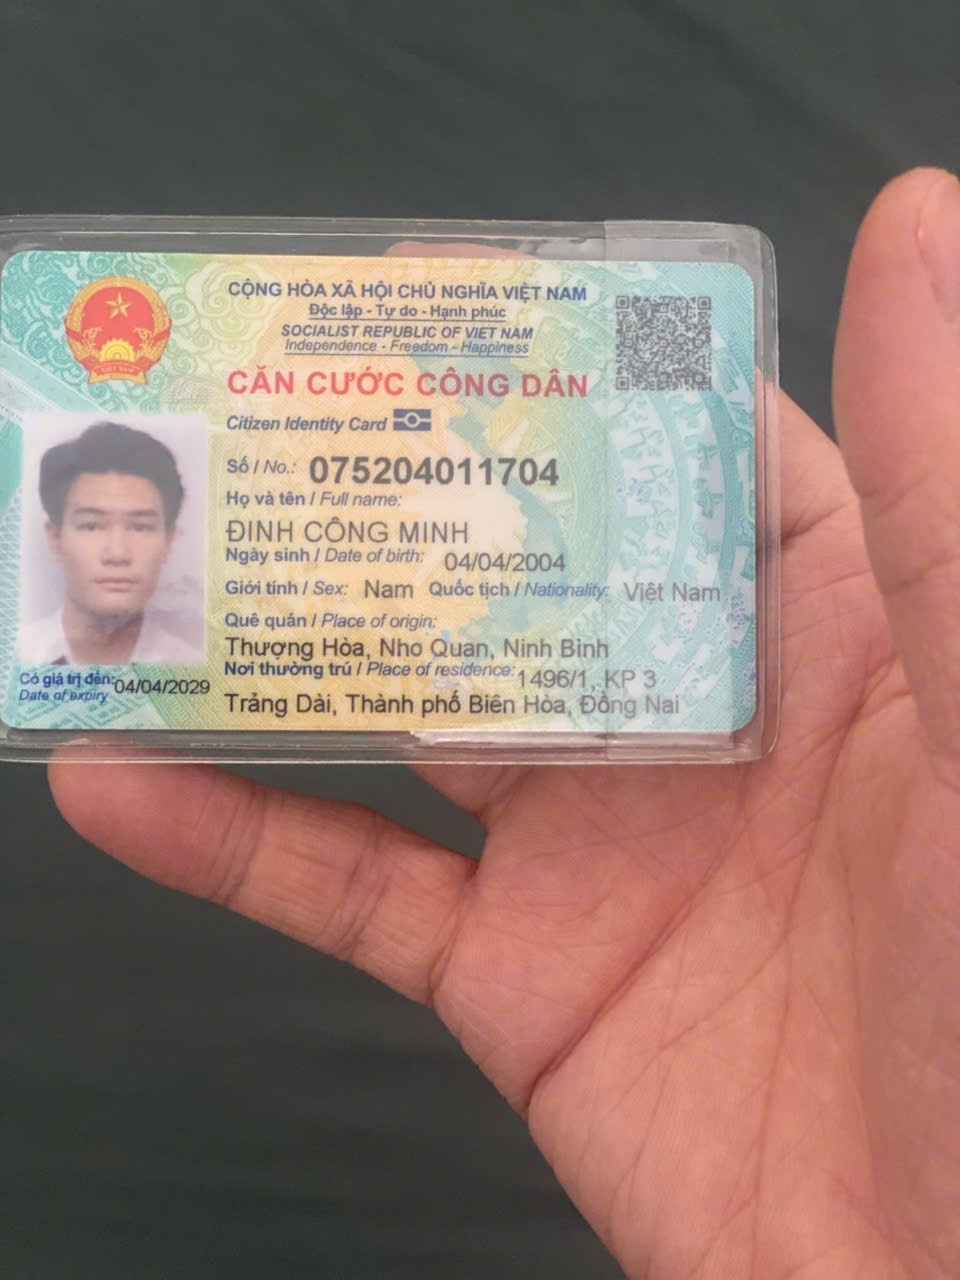 CỘNG HÒA XÃ HỘI CHỦ NGHĨA VIỆT NAM
Độc lập - Tự do - Hạnh phúc
SOCIALIST REPUBLIC OF VIET NAM
Independence - Freedom - Happiness
CĂN CƯỚC CÔNG DÂN
Citizen Identity Card
Số / No.: 075204011704
Họ và tên / Full name:
ĐINH CÔNG MINH
Ngày sinh / Date of birth: 04/04/2004
Giới tính / Sex: Nam Quốc tịch / Nationality: Việt Nam
Quê quán / Place of origin:
Thượng Hòa, Nho Quan, Ninh Bình
Nơi thường trú / Place of residence: 1496/1, KP 3
Trảng Dài, Thành phố Biên Hòa, Đồng Nai
Có giá trị đến: 04/04/2029
Date of expiry